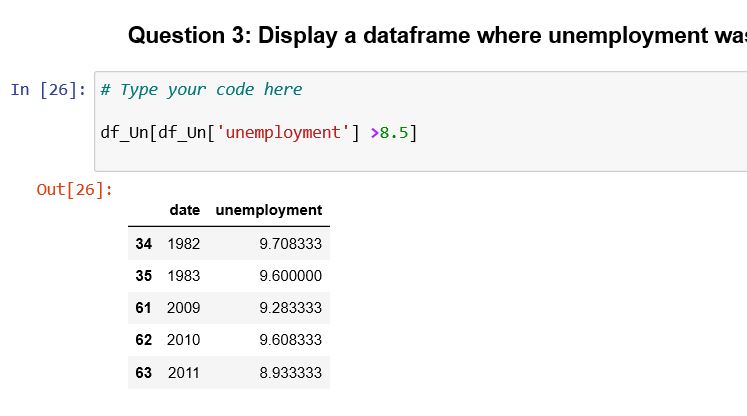 Question 3: Display a dataframe where unemployment was
In [26]: # Type your code here
df_Un[df_Un['unemployment'] >8.5]
Out[26]:
date unemployment
34 1982 9.708333
35 1983 9.600000
61 2009 9.283333
62 2010 9.608333
63 2011 8.933333